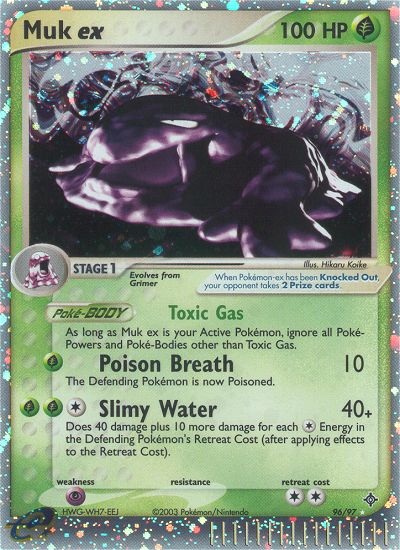 Muk ex 100 HP
Illus. Hikaru Koike
STAGE 1
Evolves from
Grimer
When Pokémon-ex has been Knocked Out,
your opponent takes 2 Prize cards.
Poké-BODY Toxic Gas
As long as Muk ex is your Active Pokémon, ignore all Poké-
Powers and Poké-Bodies other than Toxic Gas.
Poison Breath 10
The Defending Pokémon is now Poisoned.
Slimy Water 40+
Does 40 damage plus 10 more damage for each Energy in
the Defending Pokémon's Retreat Cost (after applying effects
to the Retreat Cost).
weakness resistance retreat cost
HWG-WH7-EEJ ©2003 Pokémon/Nintendo 96/97